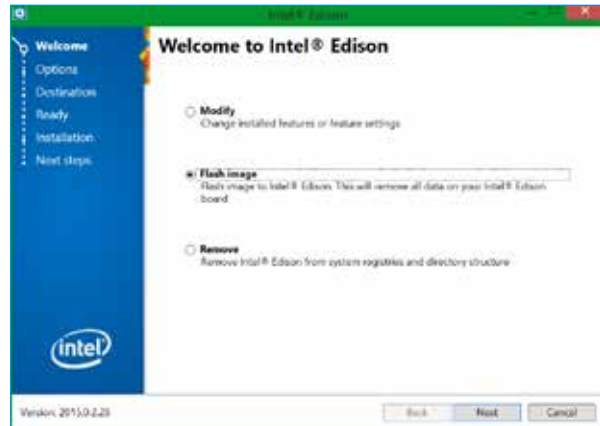 Intel® Edison
Welcome
Options
Destination
Ready
Installation
Next steps
Welcome to Intel® Edison
Modify
Change installed features or feature settings
Flash image
Flash image to Intel® Edison. This will remove all data on your Intel® Edison
board
Remove
Remove Intel® Edison from system registries and directory structure
intel
Version: 2015.0.2.28
Back
Next
Cancel